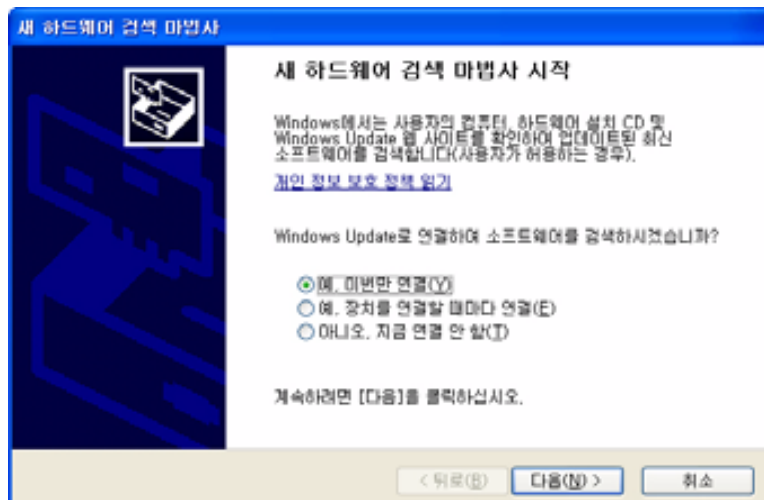 새 하드웨어 검색 마법사
새 하드웨어 검색 마법사 시작
Windows에서는 사용자의 컴퓨터, 하드웨어 설치 CD 및
Windows Update 웹 사이트를 확인하여 업데이트된 최신
소프트웨어를 검색합니다(사용자가 허용하는 경우).
개인 정보 보호 정책 읽기
Windows Update로 연결하여 소프트웨어를 검색하시겠습니까?
예, 이번만 연결(Y)
예, 장치를 연결할 때마다 연결(E)
아니오, 지금 연결 안 함(T)
계속하려면 [다음]을 클릭하십시오.
< 뒤로(B) 다음(N) > 취소